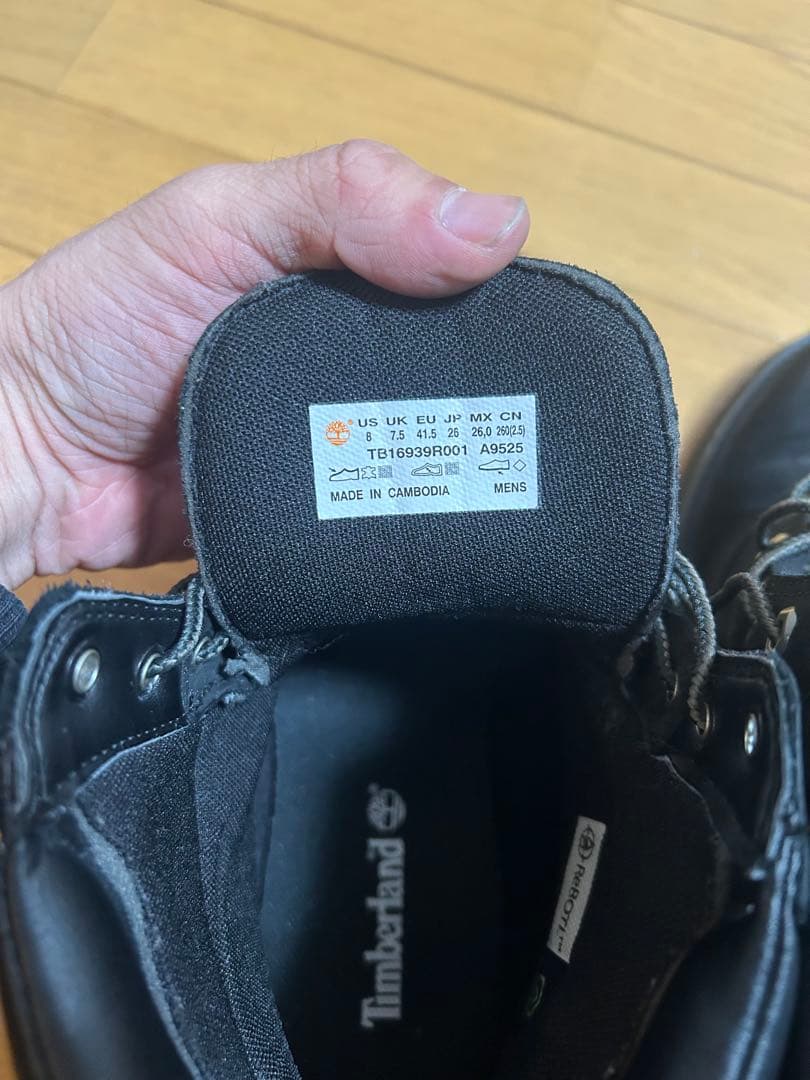 US UK EU JP MX CN
8 7.5 41.5 26 26.0 260(2.5)
TB16939R001 A9525
MADE IN CAMBODIA MENS
Timberland
ReBOTL™